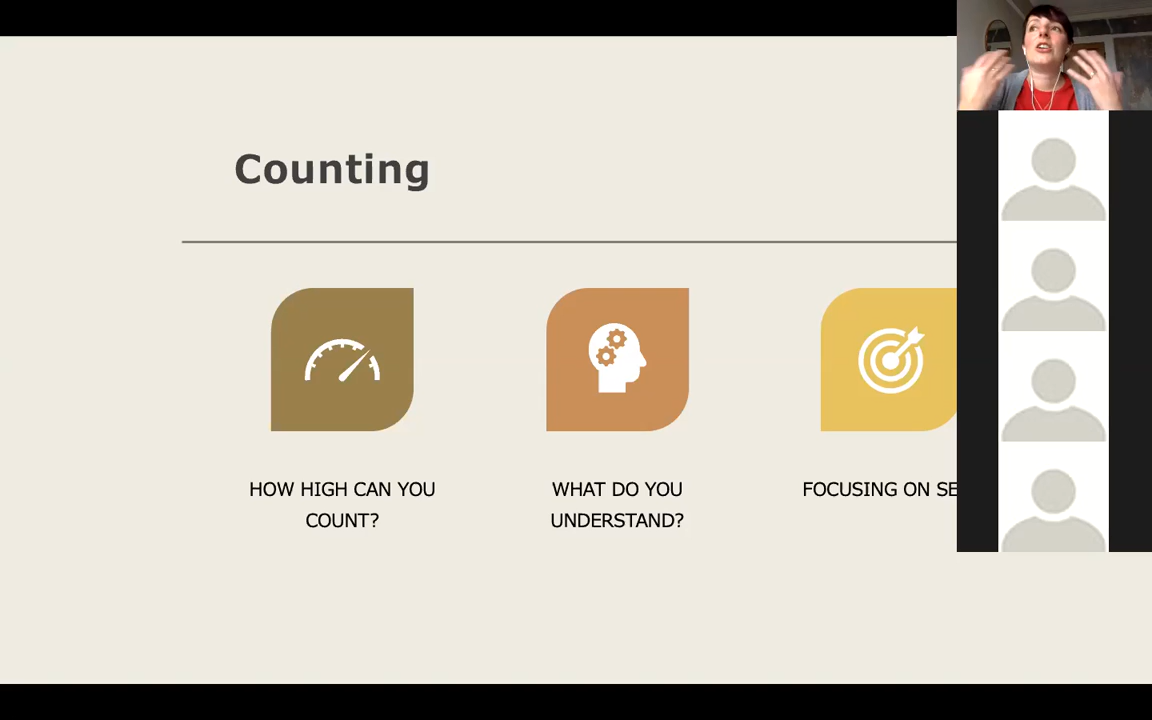 Counting
HOW HIGH CAN YOU
COUNT?
WHAT DO YOU
UNDERSTAND?
FOCUSING ON